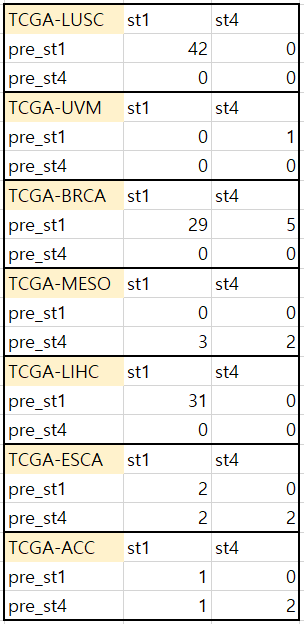 TCGA-LUSC st1 st4
pre_st1 42 0
pre_st4 0 0
TCGA-UVM st1 st4
pre_st1 0 1
pre_st4 0 0
TCGA-BRCA st1 st4
pre_st1 29 5
pre_st4 0 0
TCGA-MESO st1 st4
pre_st1 0 0
pre_st4 3 2
TCGA-LIHC st1 st4
pre_st1 31 0
pre_st4 0 0
TCGA-ESCA st1 st4
pre_st1 2 0
pre_st4 2 2
TCGA-ACC st1 st4
pre_st1 1 0
pre_st4 1 2